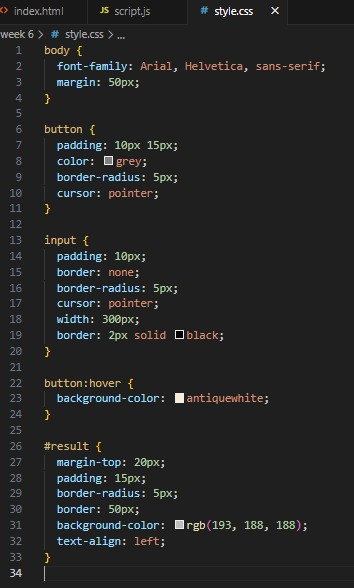 index.html JS script.js # style.css
week 6 > # style.css > ...
1 body {
2 font-family: Arial, Helvetica, sans-serif;
3 margin: 50px;
4 }
5
6 button {
7 padding: 10px 15px;
8 color: grey;
9 border-radius: 5px;
10 cursor: pointer;
11 }
12
13 input {
14 padding: 10px;
15 border: none;
16 border-radius: 5px;
17 cursor: pointer;
18 width: 300px;
19 border: 2px solid black;
20 }
21
22 button:hover {
23 background-color: antiquewhite;
24 }
25
26 #result {
27 margin-top: 20px;
28 padding: 15px;
29 border-radius: 5px;
30 border: 50px;
31 background-color: rgb(193, 188, 188);
32 text-align: left;
33 }
34